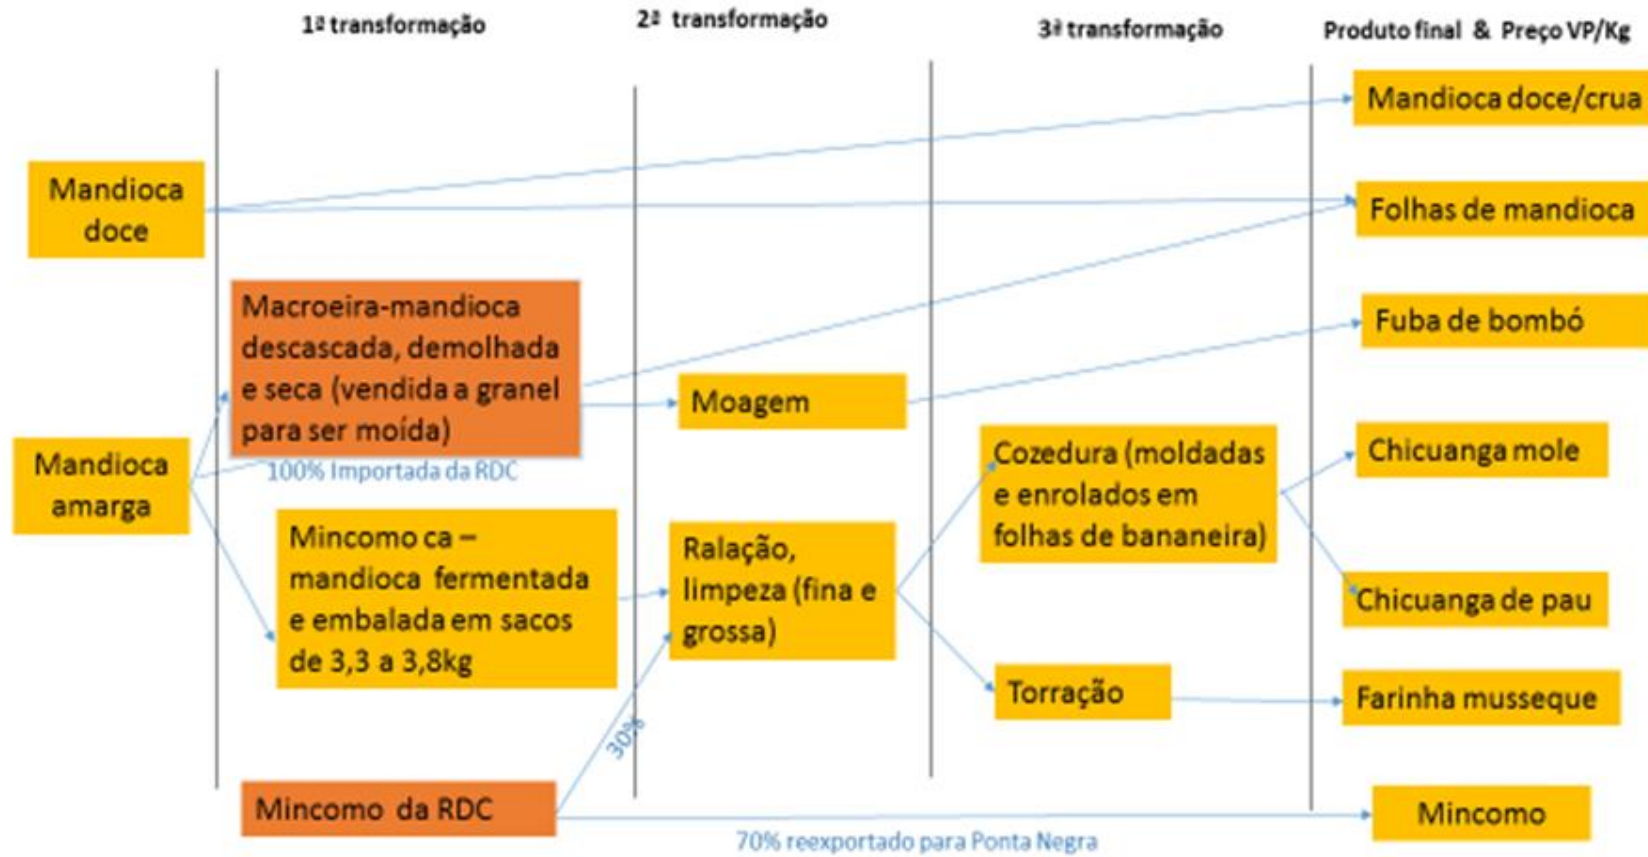 1ª transformação
2ª transformação
3ª transformação
Produto final & Preço VP/Kg
Mandioca
doce
Mandioca
amarga
Macroeira-mandioca
descascada, demolhada
e seca (vendida a granel
para ser moída)
100% Importada da RDC
Mincomo ca –
mandioca fermentada
e embalada em sacos
de 3,3 a 3,8kg
Mincomo da RDC
30%
70% reexportado para Ponta Negra
Moagem
Ralação,
limpeza (fina e
grossa)
Cozedura (moldadas
e enrolados em
folhas de bananeira)
Torração
Mandioca doce/crua
Folhas de mandioca
Fuba de bombó
Chicuanga mole
Chicuanga de pau
Farinha musseque
Mincomo